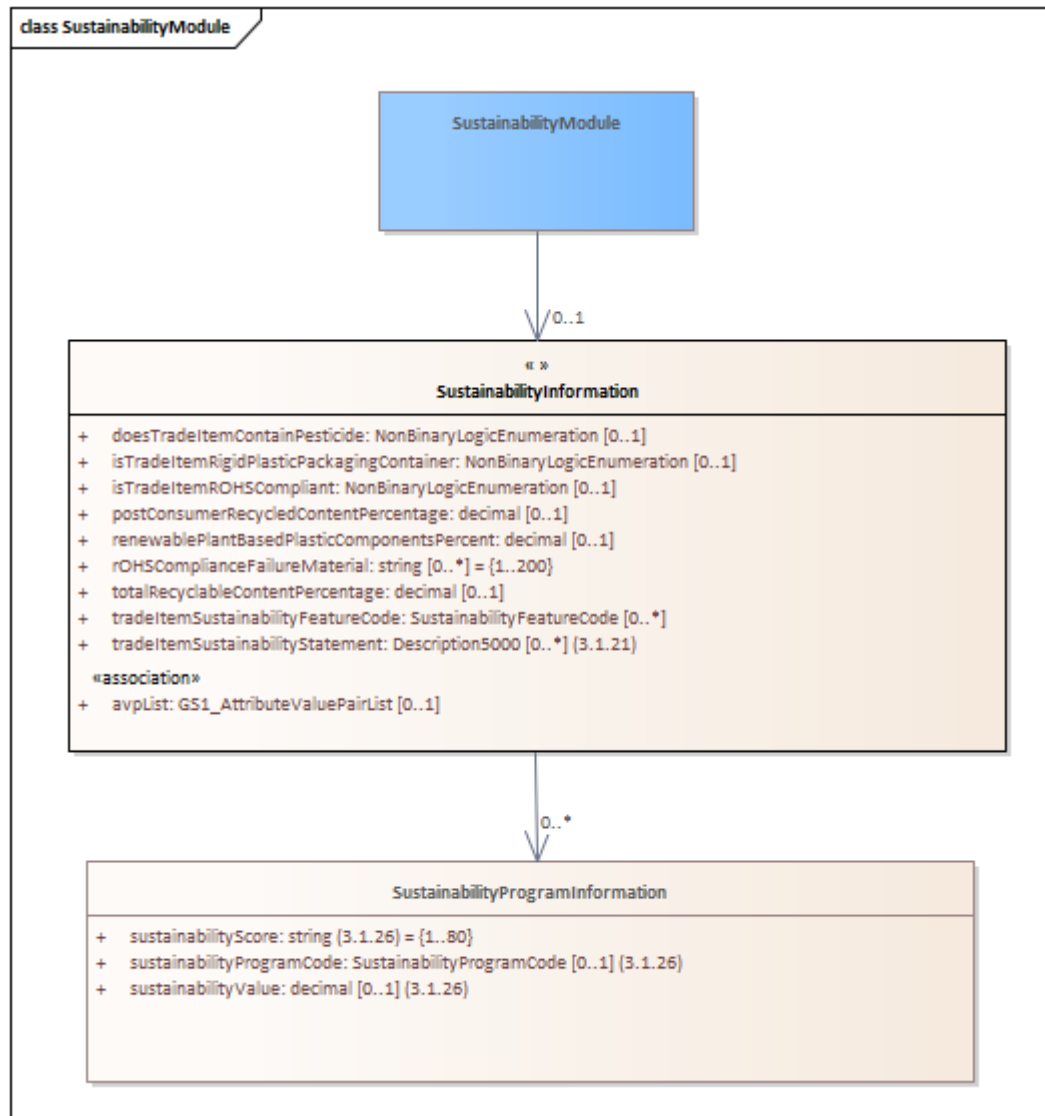 class SustainabilityModule
SustainabilityModule
0..1
« »
SustainabilityInformation
+ doesTradeItemContainPesticide: NonBinaryLogicEnumeration [0..1]
+ isTradeItemRigidPlasticPackagingContainer: NonBinaryLogicEnumeration [0..1]
+ isTradeItemROHSCompliant: NonBinaryLogicEnumeration [0..1]
+ postConsumerRecycledContentPercentage: decimal [0..1]
+ renewablePlantBasedPlasticComponentsPercent: decimal [0..1]
+ rOHSComplianceFailureMaterial: string [0..*] = {1..200}
+ totalRecyclableContentPercentage: decimal [0..1]
+ tradeItemSustainabilityFeatureCode: SustainabilityFeatureCode [0..*]
+ tradeItemSustainabilityStatement: Description5000 [0..*] (3.1.21)
«association»
+ avpList: GS1_AttributeValuePairList [0..1]
0..*
SustainabilityProgramInformation
+ sustainabilityScore: string (3.1.26) = {1..80}
+ sustainabilityProgramCode: SustainabilityProgramCode [0..1] (3.1.26)
+ sustainabilityValue: decimal [0..1] (3.1.26)